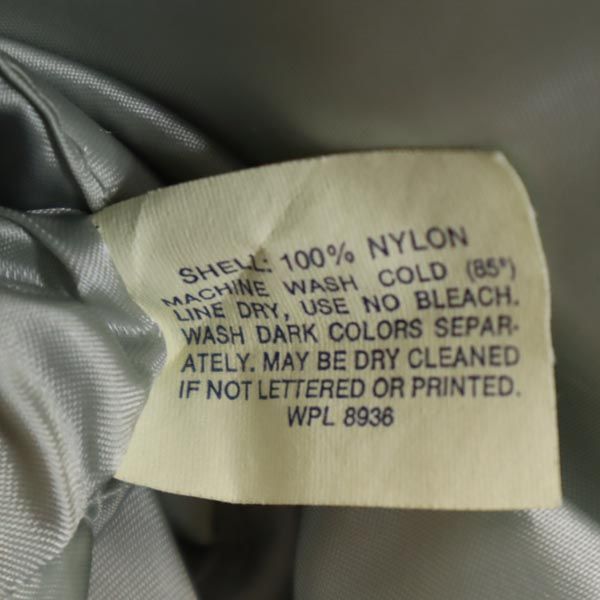 SHELL: 100% NYLON
MACHINE WASH COLD (85°)
LINE DRY, USE NO BLEACH.
WASH DARK COLORS SEPAR-
ATELY. MAY BE DRY CLEANED
IF NOT LETTERED OR PRINTED.
WPL 8936